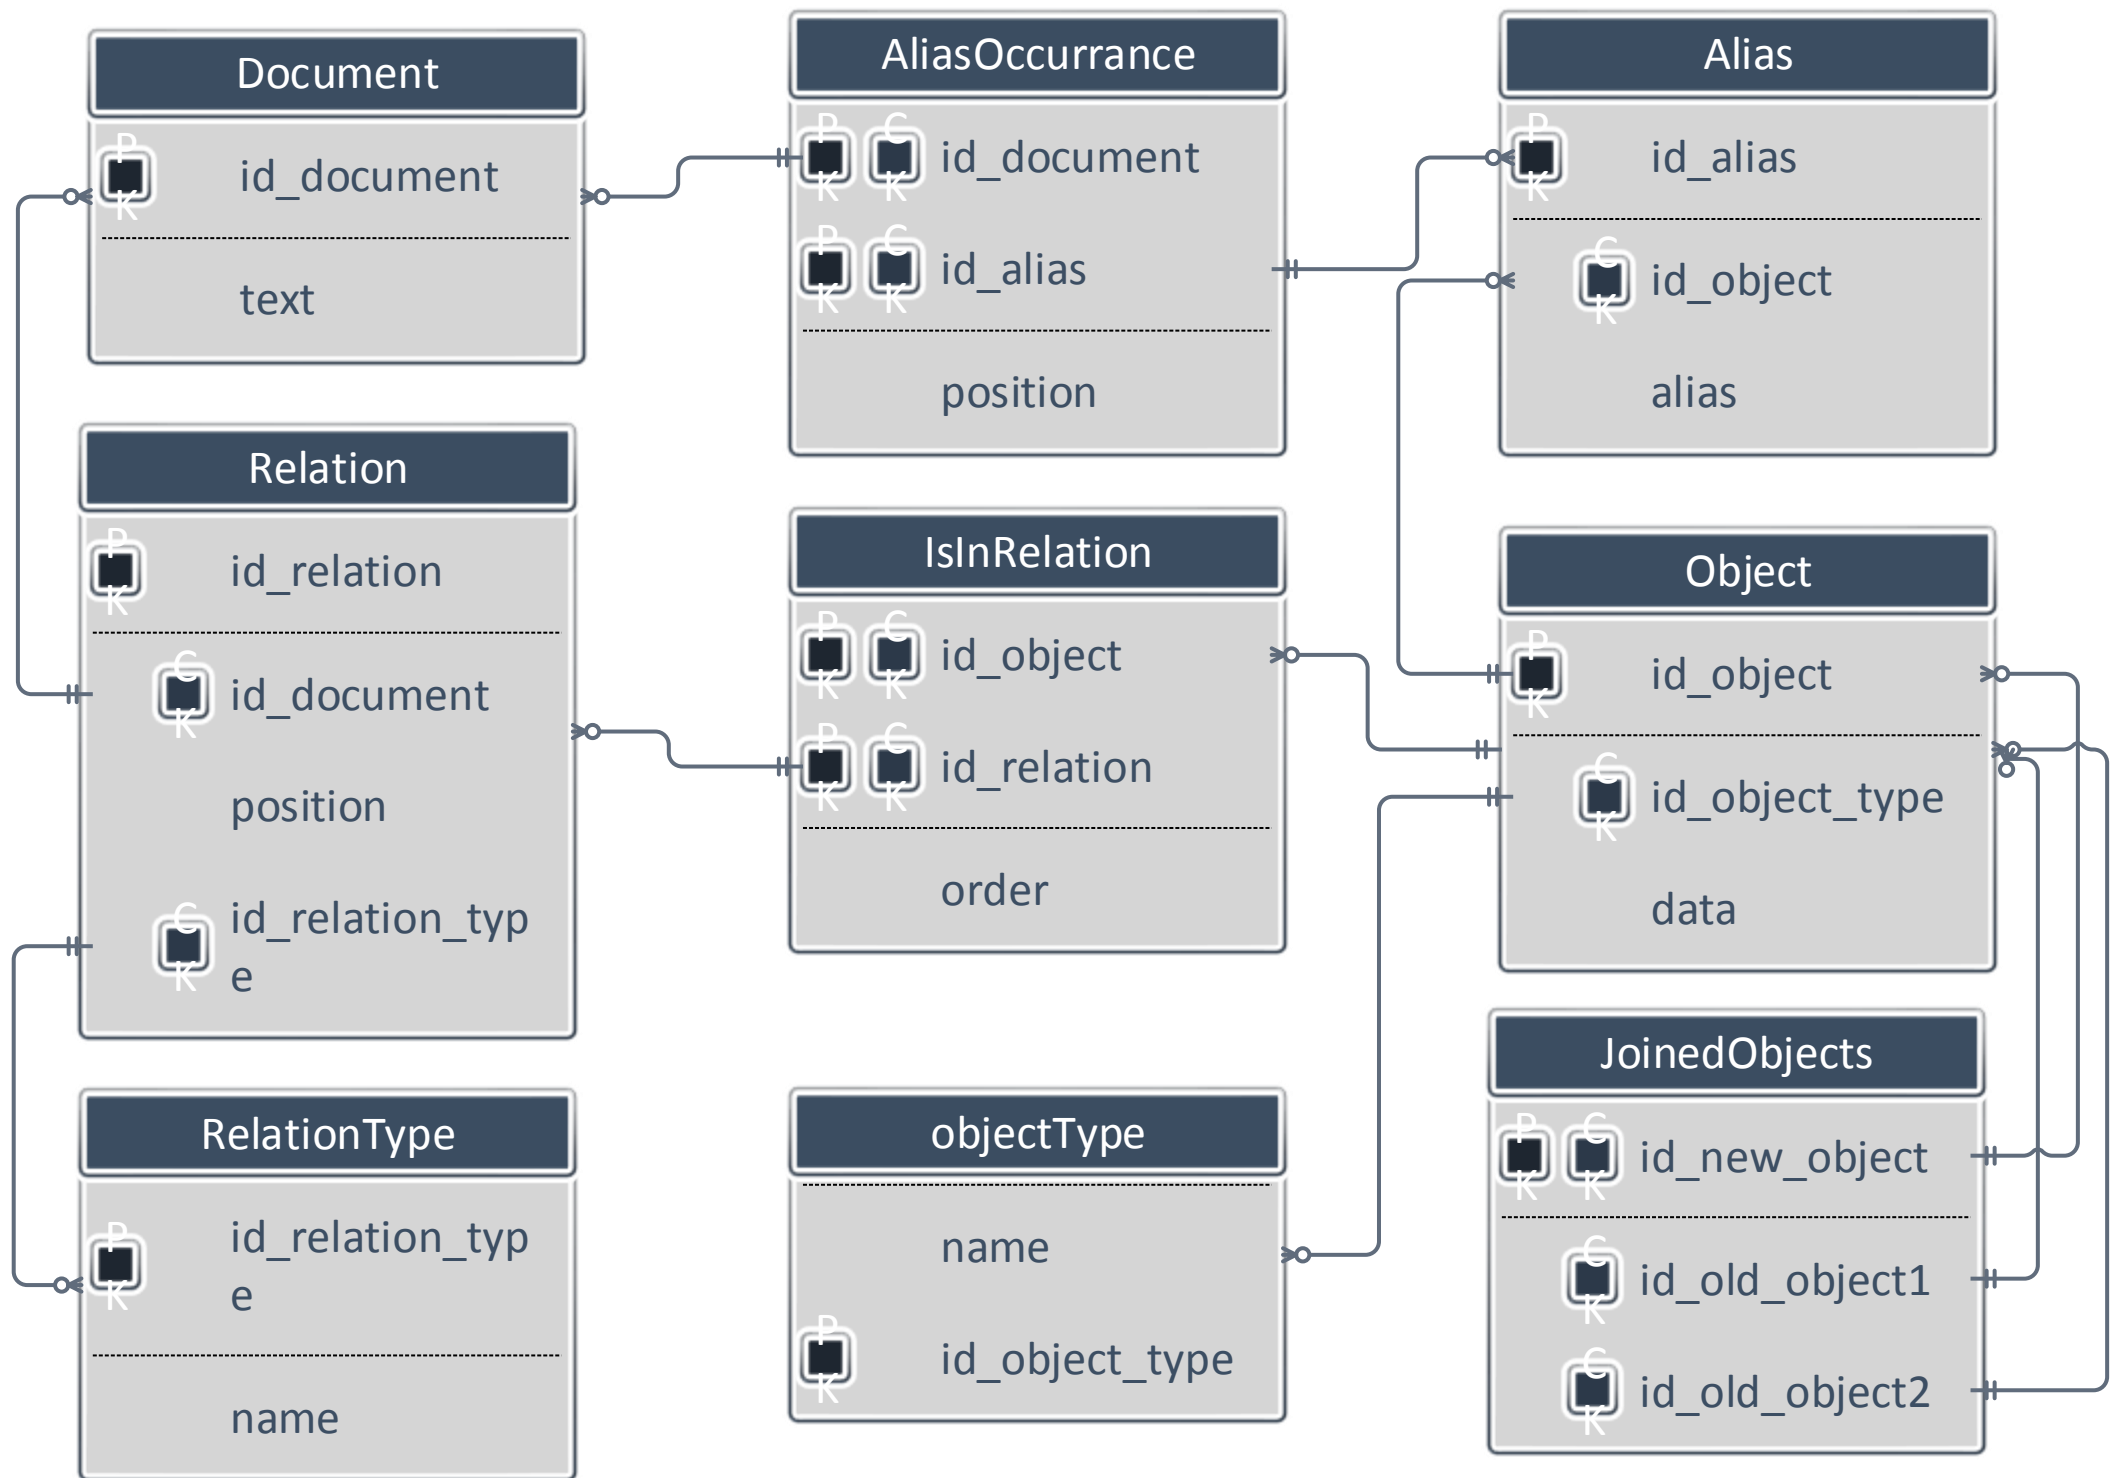 Document
P
K
id_document
text
AliasOccurrance
P
K
C
K
id_document
P
K
C
K
id_alias
position
Alias
P
K
id_alias
C
K
id_object
alias
Relation
P
K
id_relation
C
K
id_document
position
C
K
id_relation_typ
e
IsInRelation
P
K
C
K
id_object
P
K
C
K
id_relation
order
Object
P
K
id_object
C
K
id_object_type
data
RelationType
P
K
id_relation_typ
e
name
objectType
name
P
K
id_object_type
JoinedObjects
P
K
C
K
id_new_object
C
K
id_old_object1
C
K
id_old_object2